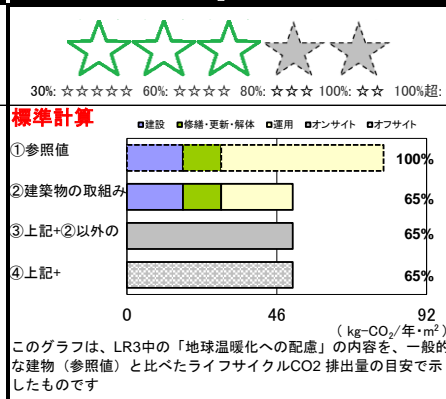 30%: ☆☆☆☆☆ 60%: ☆☆☆☆ 80%: ☆☆☆ 100%: ☆☆ 100%超:
標準計算
■建設 ■修繕・更新・解体 ■運用 ■オンサイト ■オフサイト
①参照値 100%
②建築物の取組み 65%
③上記+②以外の 65%
④上記+ 65%
0 46 92
( kg-CO₂/年・m²)
このグラフは、LR3中の「地球温暖化への配慮」の内容を、一般的
な建物（参照値）と比べたライフサイクルCO2 排出量の目安で示
したものです